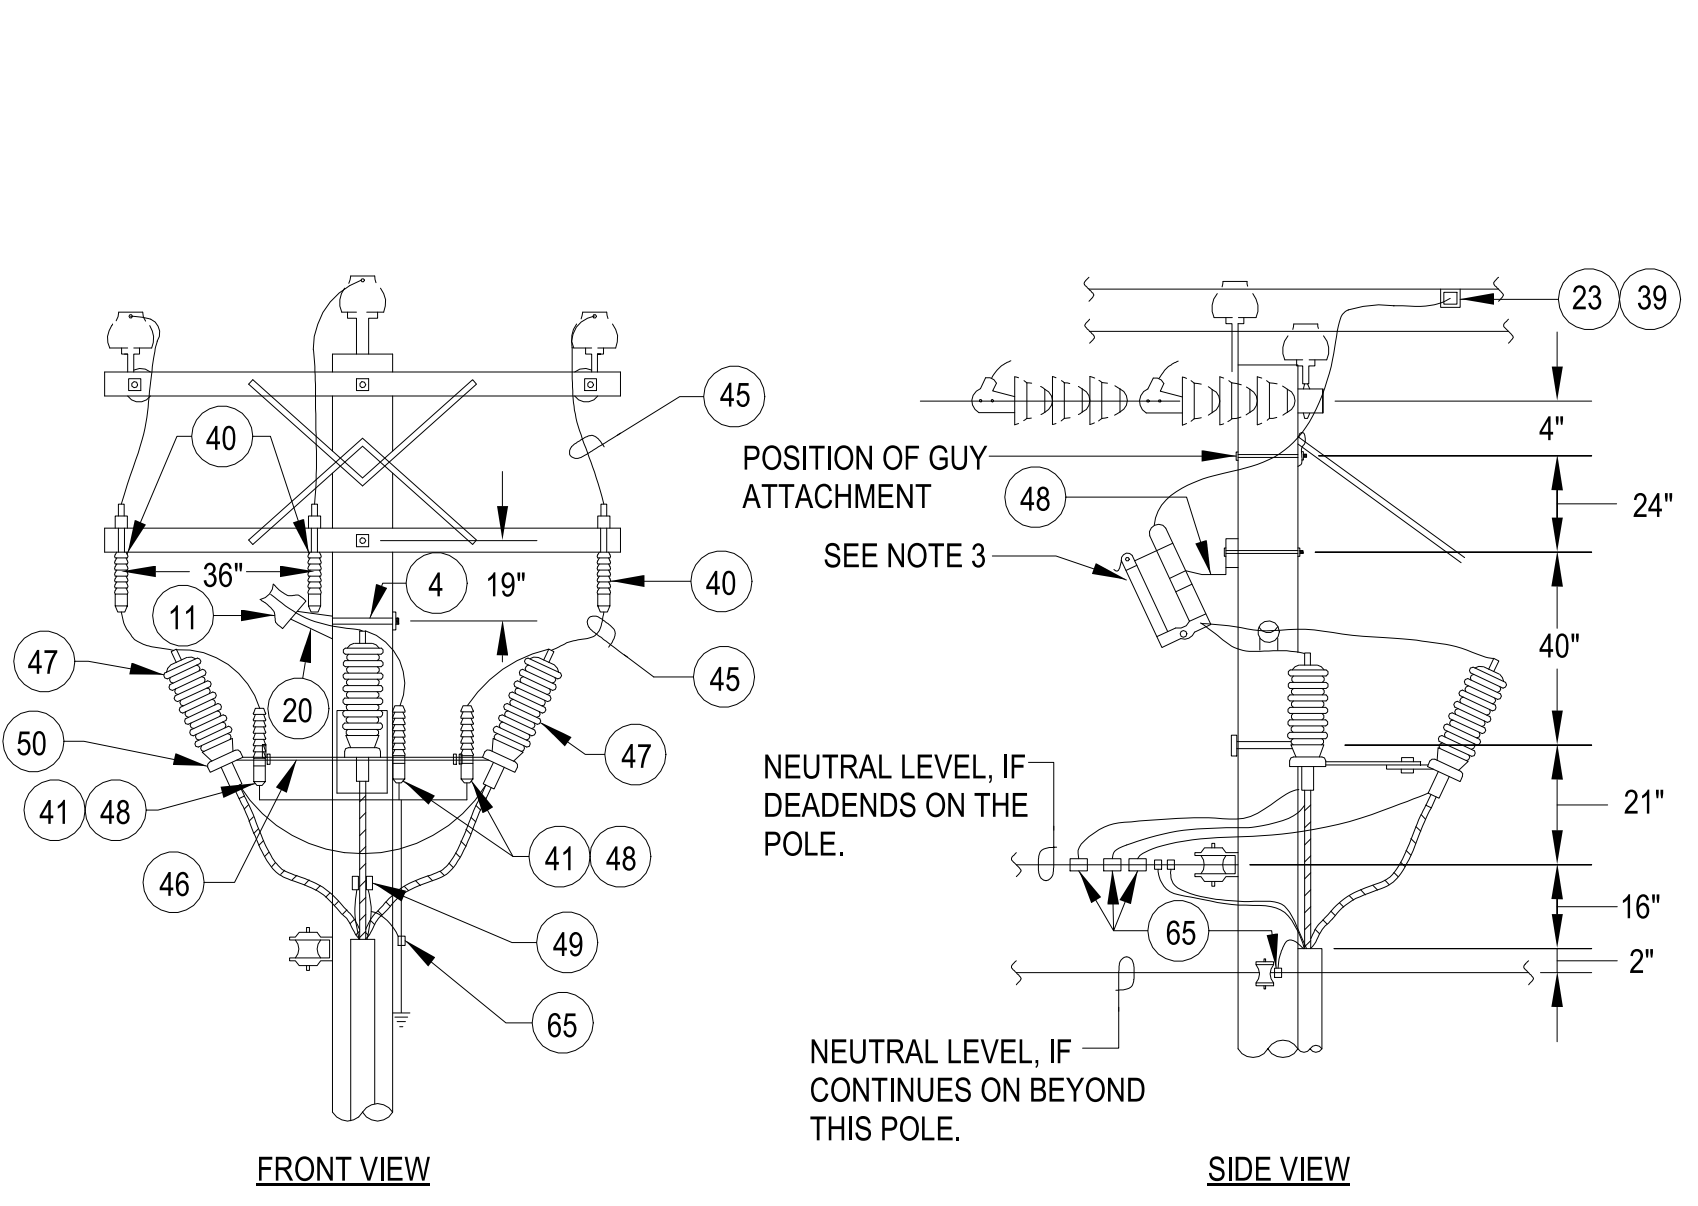 23
39
45
4"
40
POSITION OF GUY
ATTACHMENT
48
24"
SEE NOTE 3
36"
4
19"
40
11
40"
47
45
20
50
47
NEUTRAL LEVEL, IF
DEADENDS ON THE
POLE.
41
48
21"
41
48
46
16"
49
65
2"
65
NEUTRAL LEVEL, IF
CONTINUES ON BEYOND
THIS POLE.
FRONT VIEW
SIDE VIEW